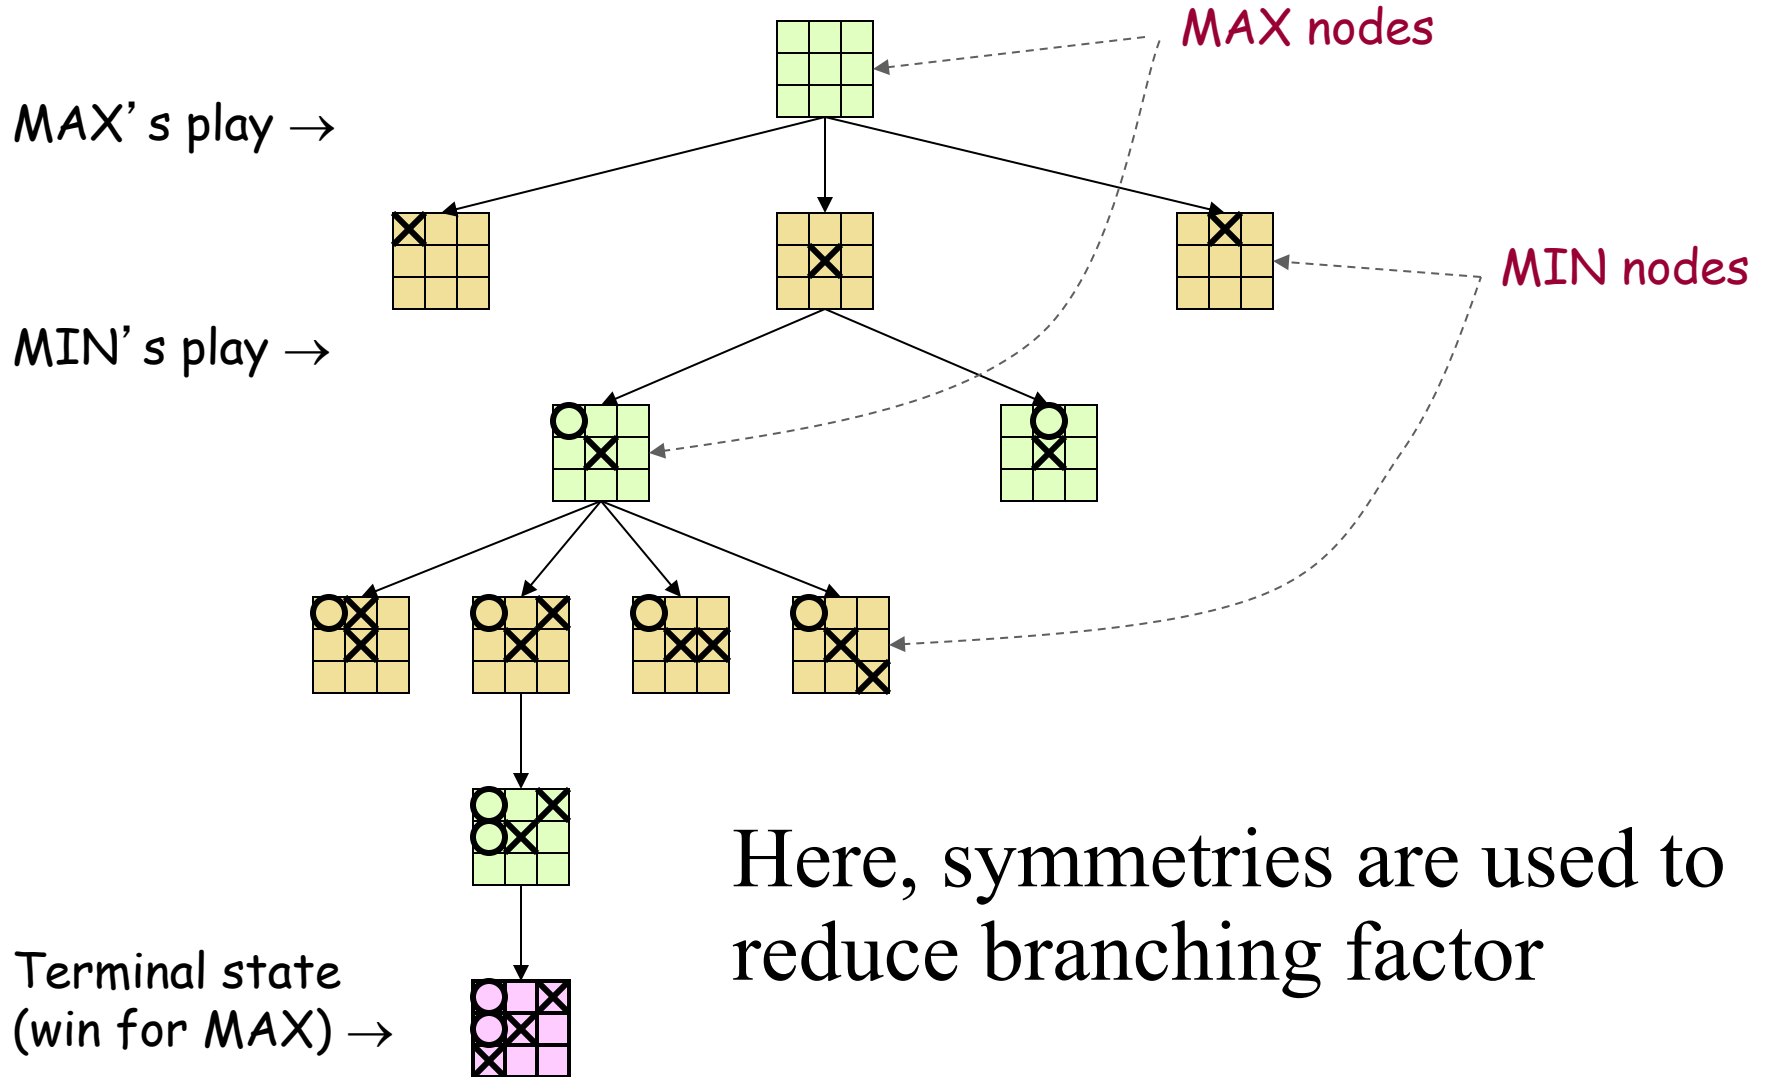 MAX nodes
MAX's play →
MIN nodes
MIN's play →
Here, symmetries are used to
reduce branching factor
Terminal state
(win for MAX) →